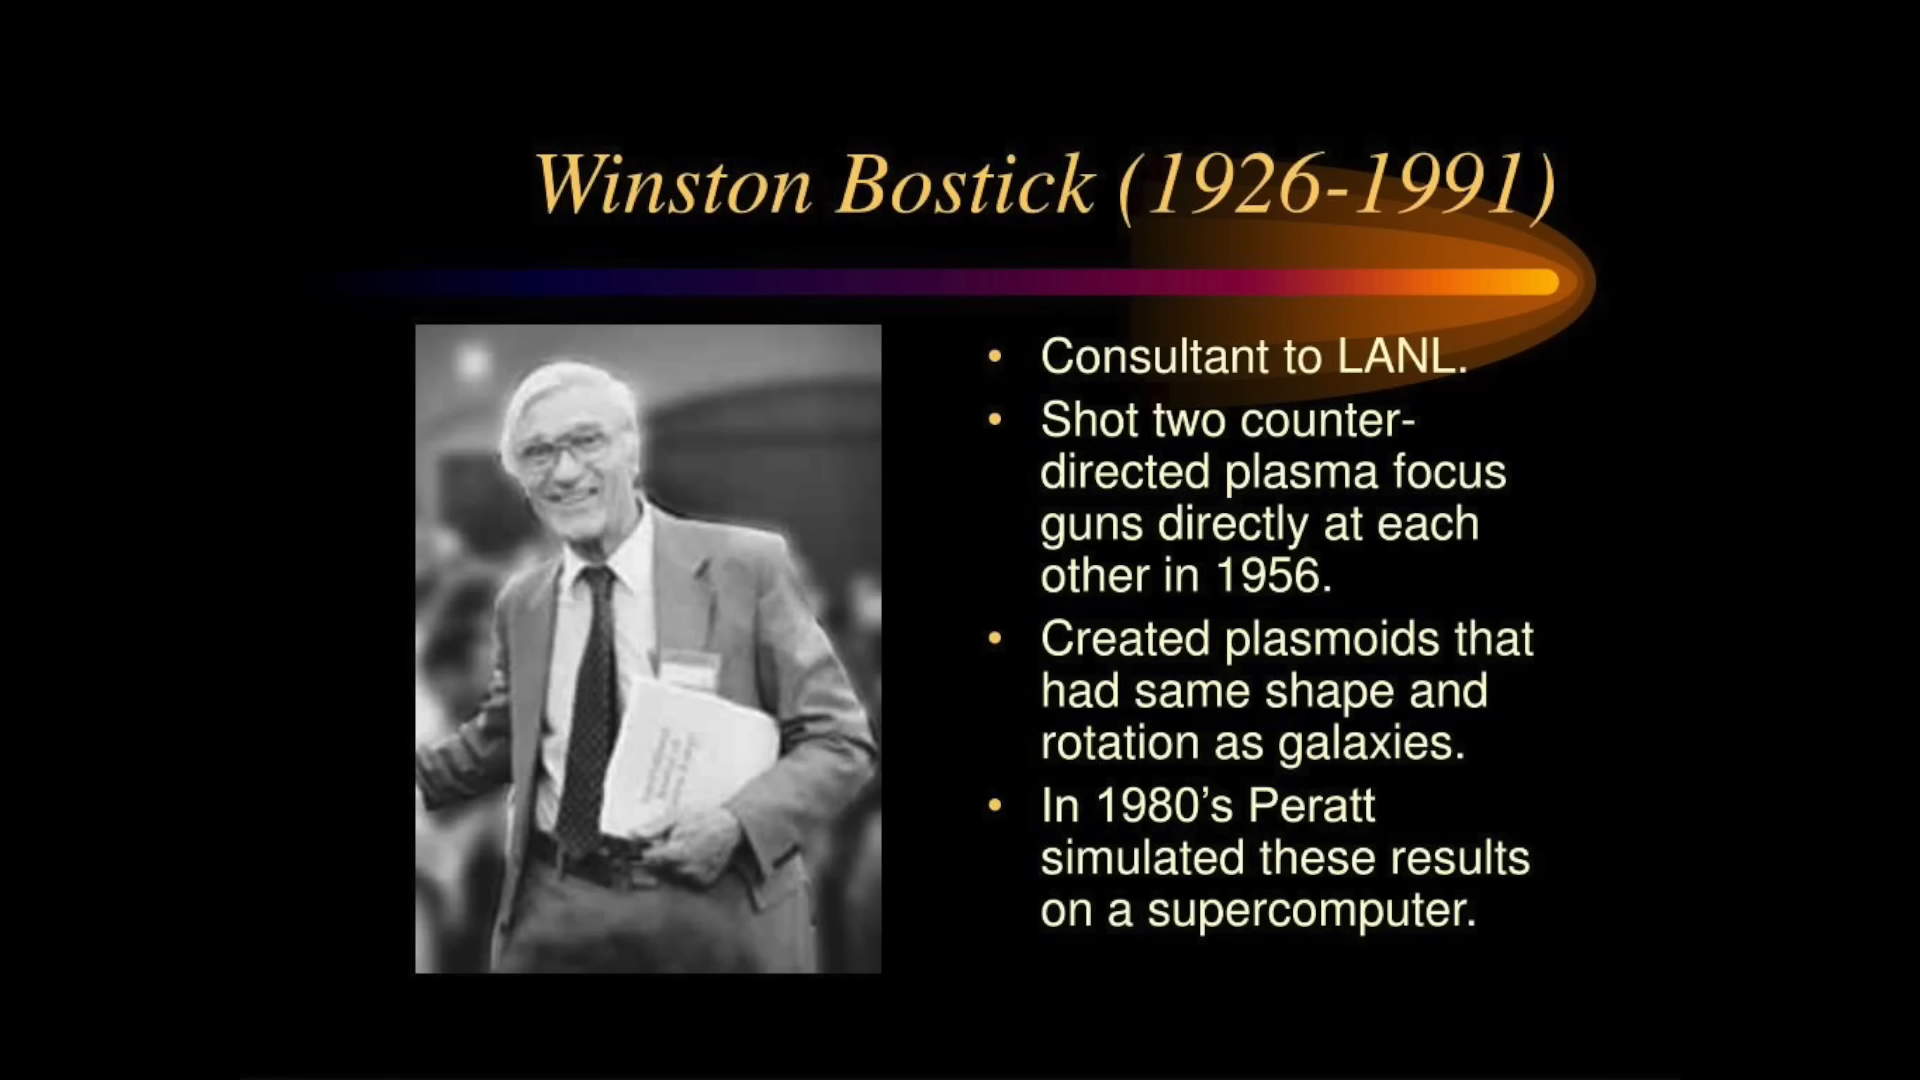 Winston Bostick (1926-1991)
• Consultant to LANL.
• Shot two counter-
directed plasma focus
guns directly at each
other in 1956.
• Created plasmoids that
had same shape and
rotation as galaxies.
• In 1980’s Peratt
simulated these results
on a supercomputer.